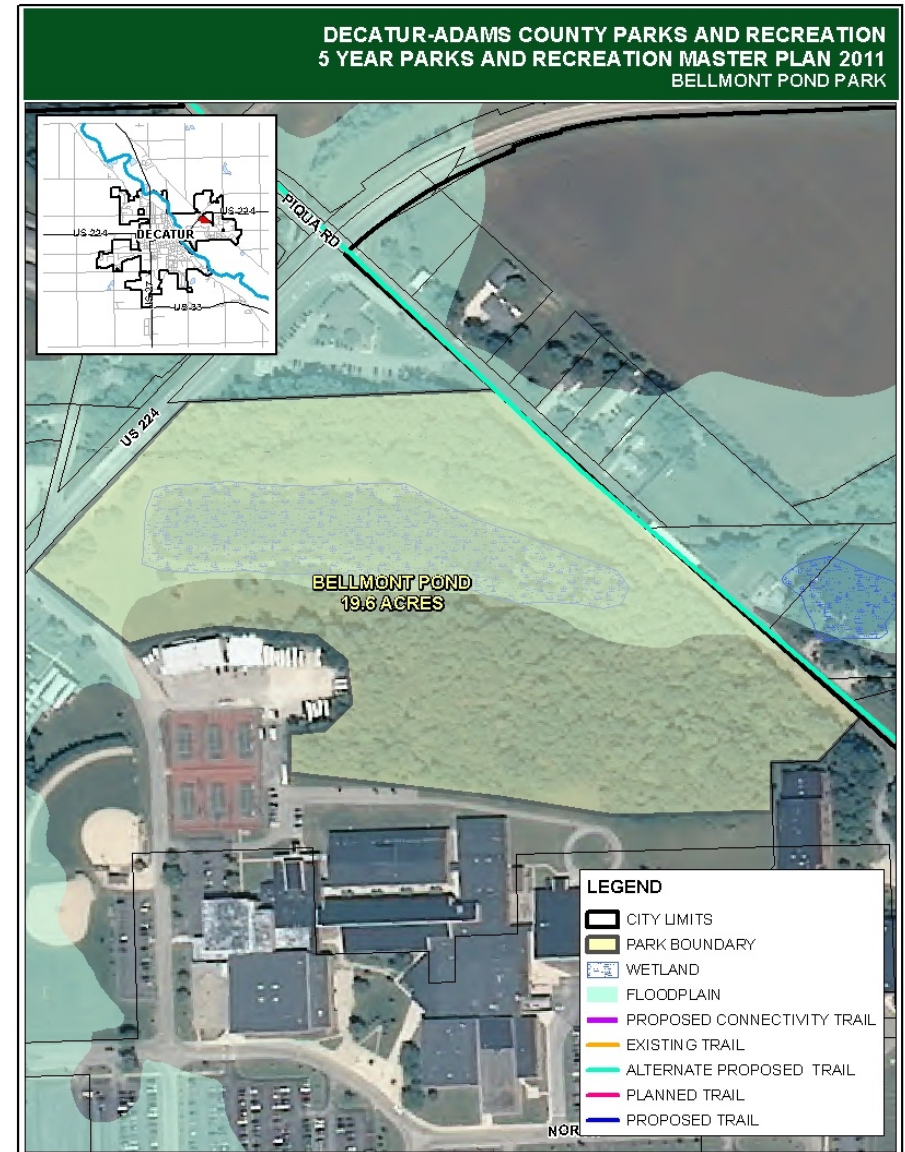 DECATUR-ADAMS COUNTY PARKS AND RECREATION
5 YEAR PARKS AND RECREATION MASTER PLAN 2011
BELLMONT POND PARK
US 224
US 224
DECATUR
US 27
US 33
PIQUA RD
US 224
BELLMONT POND
19.6 ACRES
LEGEND
CITY LIMITS
PARK BOUNDARY
WETLAND
FLOODPLAIN
PROPOSED CONNECTIVITY TRAIL
EXISTING TRAIL
ALTERNATE PROPOSED TRAIL
PLANNED TRAIL
PROPOSED TRAIL